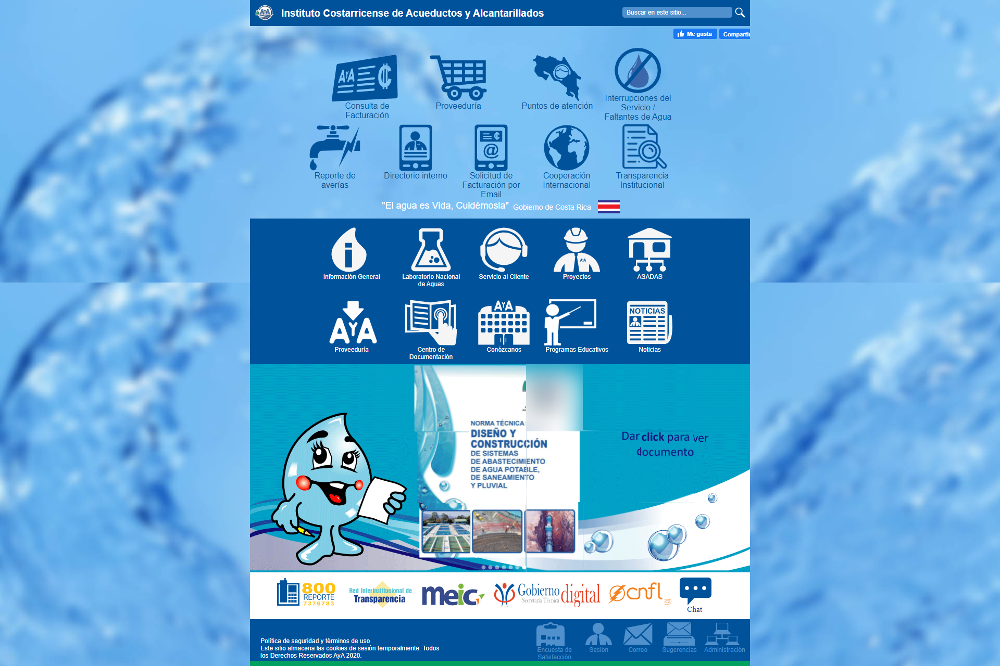 Instituto Costarricense de Acueductos y Alcantarillados
Buscar en este sitio...
Me gusta
Compartir
AyA
Consulta de
Facturación
Proveeduría
Puntos de atención
Interrupciones del
Servicio /
Faltantes de Agua
Reporte de
averías
Directorio interno
@
Solicitud de
Facturación por
Email
Cooperación
Internacional
Transparencia
Institucional
"El agua es Vida, Cuidémosla"
Gobierno de Costa Rica
i
Información General
Laboratorio Nacional
de Aguas
Servicio al Cliente
AyA
Proyectos
ASADAS
AYA
Proveeduría
Centro de
Documentación
AYA
Conózcanos
Programas Educativos
NOTICIAS
Noticias
NORMA TÉCNICA
DISEÑO Y
CONSTRUCCIÓN
DE SISTEMAS
DE ABASTECIMIENTO
DE AGUA POTABLE,
DE SANEAMIENTO
Y PLUVIAL
Dar click para ver
documento
800
REPORTE
7376783
Red Interinstitucional de
Transparencia
meic
Gobierno digital
Secretaría Técnica
cnfl
Chat
Política de seguridad y términos de uso
Este sitio almacena las cookies de sesión temporalmente. Todos
los Derechos Reservados AyA 2020.
Encuesta de
Satisfacción
Sesión
Correo
Sugerencias
Administración